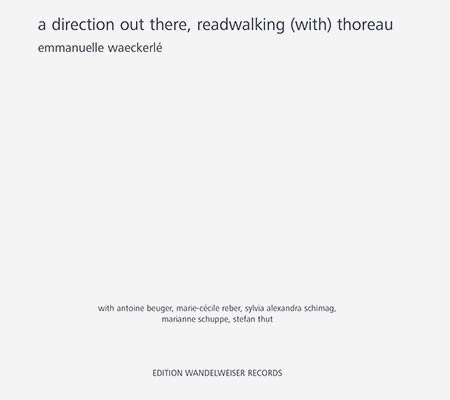 a direction out there, readwalking (with) thoreau
emmanuelle waeckerlé
with antoine beuger, marie-cécile reber, sylvia alexandra schimag,
marianne schuppe, stefan thut
EDITION WANDELWEISER RECORDS